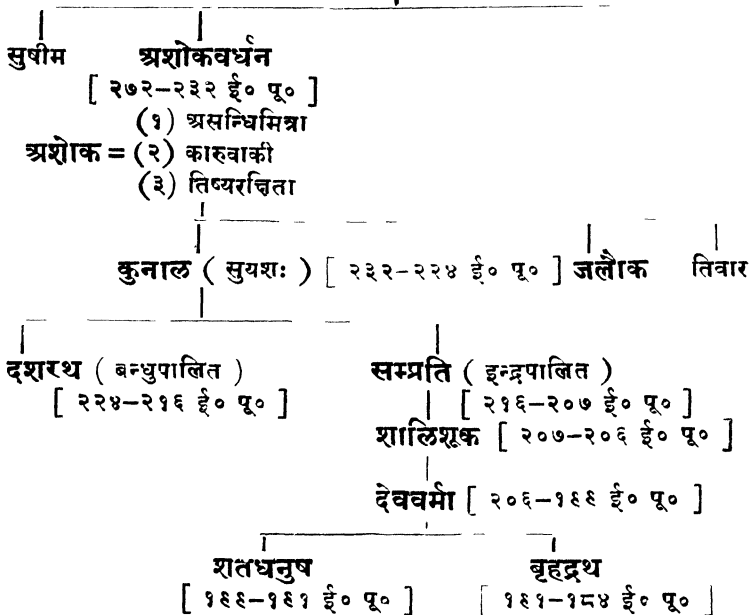 सुषीम अशोकवर्धन
[ २७२–२३२ ई० पू० ]
(१) असन्धिमित्रा
अशोक = (२) कारुवाकी
(३) तिष्यरक्षिता
कुनाल ( सुयशः ) [ २३२–२२४ ई० पू० ] जलौक तिवार
दशरथ ( बन्धुपालित ) सम्प्रति ( इन्द्रपालित )
[ २२४–२१६ ई० पू० ] [ २१६–२०७ ई० पू० ]
शालिशूक [ २०७–२०६ ई० पू० ]
देववर्मा [ २०६–१९९ ई० पू० ]
शतधनुष बृहद्रथ
[ १९९–१९१ ई० पू० ] [ १९१–१८४ ई० पू० ]